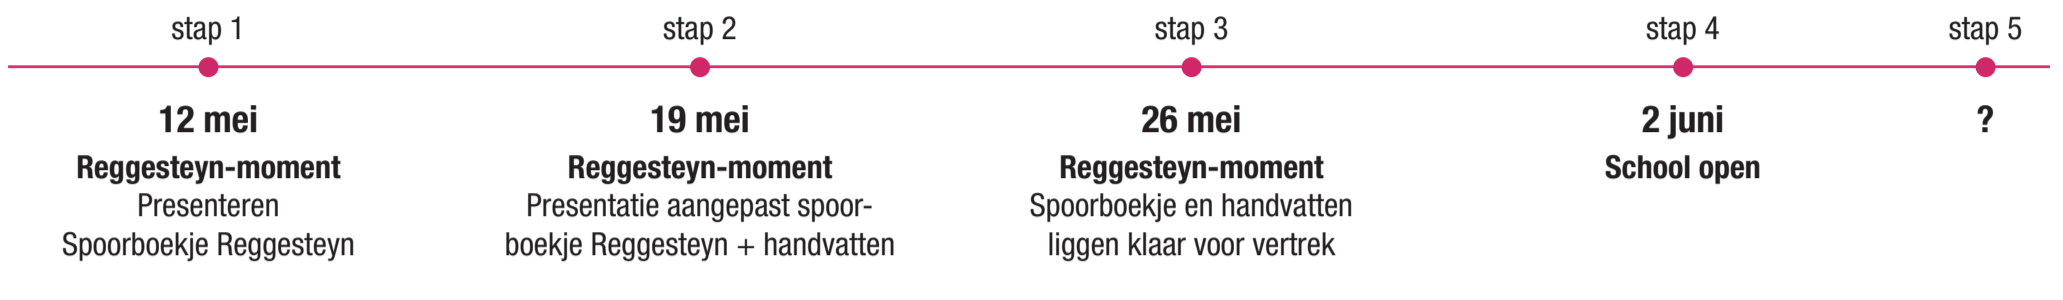 stap 1
12 mei
Reggesteyn-moment
Presenteren
Spoorboekje Reggesteyn
stap 2
19 mei
Reggesteyn-moment
Presentatie aangepast spoor-
boekje Reggesteyn + handvatten
stap 3
26 mei
Reggesteyn-moment
Spoorboekje en handvatten
liggen klaar voor vertrek
stap 4
2 juni
School open
stap 5
?